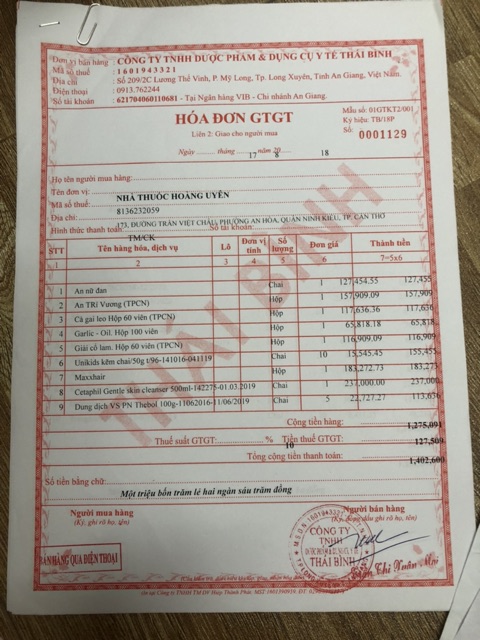 Đơn vị bán hàng : CÔNG TY TNHH DƯỢC PHẨM & DỤNG CỤ Y TẾ THÁI BÌNH
Mã số thuế : 1601943321
Địa chỉ : Số 209/2C Lương Thế Vinh, P. Mỹ Long, Tp. Long Xuyên, Tỉnh An Giang, Việt Nam.
Điện thoại : 0913.762244
Số tài khoản : 621704060110681 - Tại Ngân hàng VIB - Chi nhánh An Giang.
HÓA ĐƠN GTGT
Mẫu số: 01GTKT2/001
Ký hiệu: TB/18P
Số: 0001129
Liên 2: Giao cho người mua
Ngày 17 tháng 8 năm 2018
Họ tên người mua hàng:
Tên đơn vị: NHÀ THUỐC HOÀNG UYÊN
Mã số thuế: 8136232059
Địa chỉ: 173, ĐƯỜNG TRẦN VIỆT CHÂU, PHƯỜNG AN HÒA, QUẬN NINH KIỀU, TP. CẦN THƠ
Hình thức thanh toán: TM/CK Số tài khoản:
STT Tên hàng hóa, dịch vụ Lô Đơn vị tính Số lượng Đơn giá Thành tiền
1 2 3 4 5 6 7=5x6
1 An nữ đan Chai 1 127,454.55 127,455
2 An TRĨ Vương (TPCN) Hộp 1 157,909.09 157,909
3 Cà gai leo Hộp 60 viên (TPCN) Hộp 1 117,636.36 117,636
4 Garlic - Oil. Hộp 100 viên Hộp 1 65,818.18 65,818
5 Giải cổ lam. Hộp 60 viên (TPCN) Hộp 1 116,909.09 116,909
6 Unikids kẽm chai/50g t/96-141016-041119 Chai 10 15,545.45 155,455
7 Maxxhair Hộp 1 183,272.73 183,273
8 Cetaphil Gentle skin cleanser 500ml-142275-01.03.2019 Chai 1 237,000.00 237,000
9 Dung dịch VS PN Thebol 100g-11062016-11/06/2019 Chai 5 22,727.27 113,636
Cộng tiền hàng: 1,275,091
Thuế suất GTGT: 10 % Tiền thuế GTGT: 127,509
Tổng cộng tiền thanh toán: 1,402,600
Số tiền bằng chữ:
Một triệu bốn trăm lẻ hai ngàn sáu trăm đồng
Người mua hàng
(Ký, ghi rõ họ, tên)
Người bán hàng
BÁN HÀNG QUA ĐIỆN THOẠI
CÔNG TY
TNHH
THÁI BÌNH
THÁI BÌNH